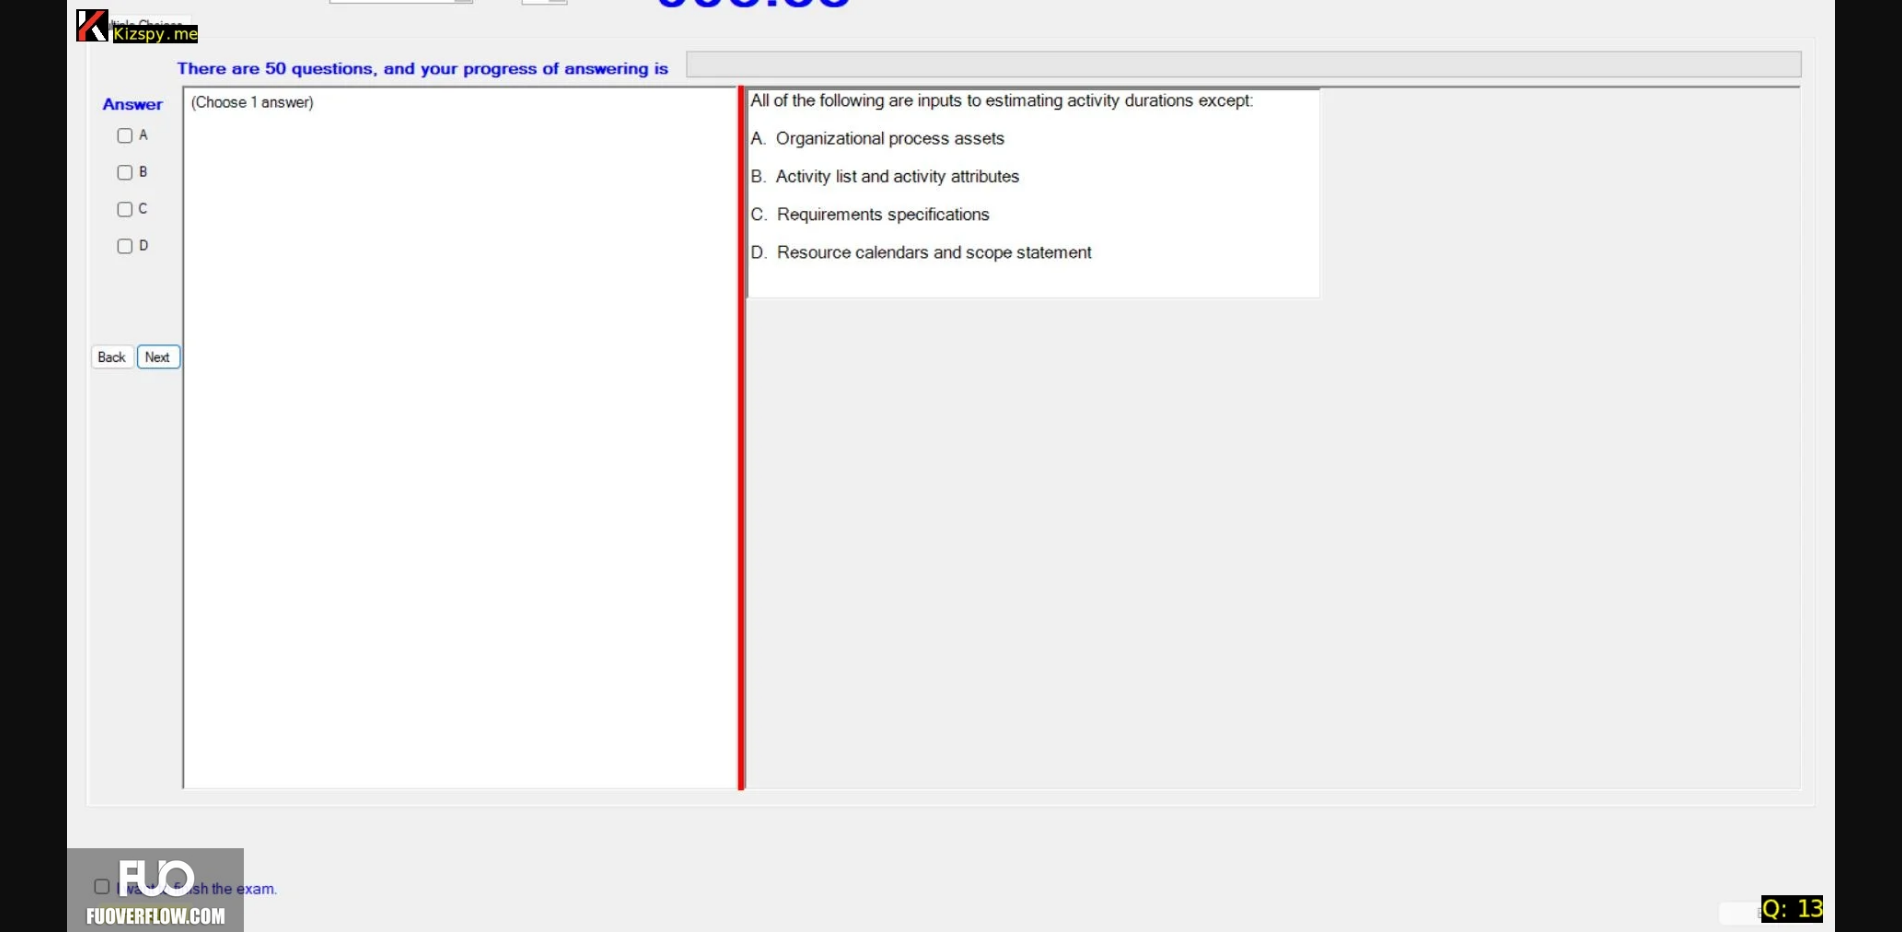 Kizspy.me
There are 50 questions, and your progress of answering is
Answer
(Choose 1 answer)
A
B
C
D
Back
Next
All of the following are inputs to estimating activity durations except:
A. Organizational process assets
B. Activity list and activity attributes
C. Requirements specifications
D. Resource calendars and scope statement
FUO
the exam.
FUOVERFLOW.COM
Q: 13